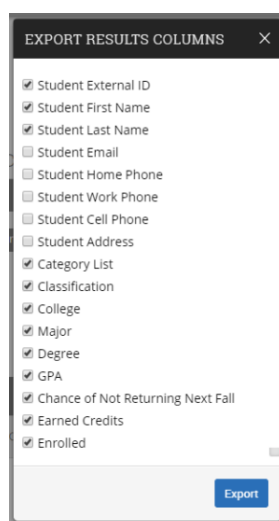 EXPORT RESULTS COLUMNS
Student External ID
Student First Name
Student Last Name
Student Email
Student Home Phone
Student Work Phone
Student Cell Phone
Student Address
Category List
Classification
College
Major
Degree
GPA
Chance of Not Returning Next Fall
Earned Credits
Enrolled
Export